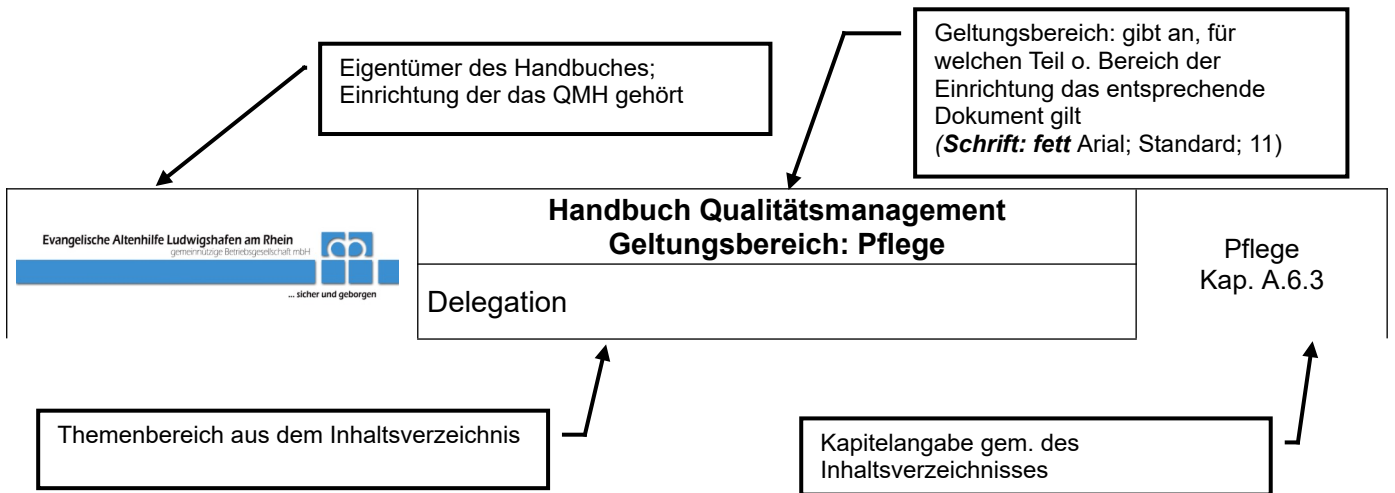 Eigentümer des Handbuches;
Einrichtung der das QMH gehört
Geltungsbereich: gibt an, für
welchen Teil o. Bereich der
Einrichtung das entsprechende
Dokument gilt
(Schrift: fett Arial; Standard; 11)
Evangelische Altenhilfe Ludwigshafen am Rhein
gemeinnützige Betriebsgesellschaft mbH
... sicher und geborgen
Handbuch Qualitätsmanagement
Geltungsbereich: Pflege
Delegation
Pflege
Kap. A.6.3
Themenbereich aus dem Inhaltsverzeichnis
Kapitelangabe gem. des
Inhaltsverzeichnisses